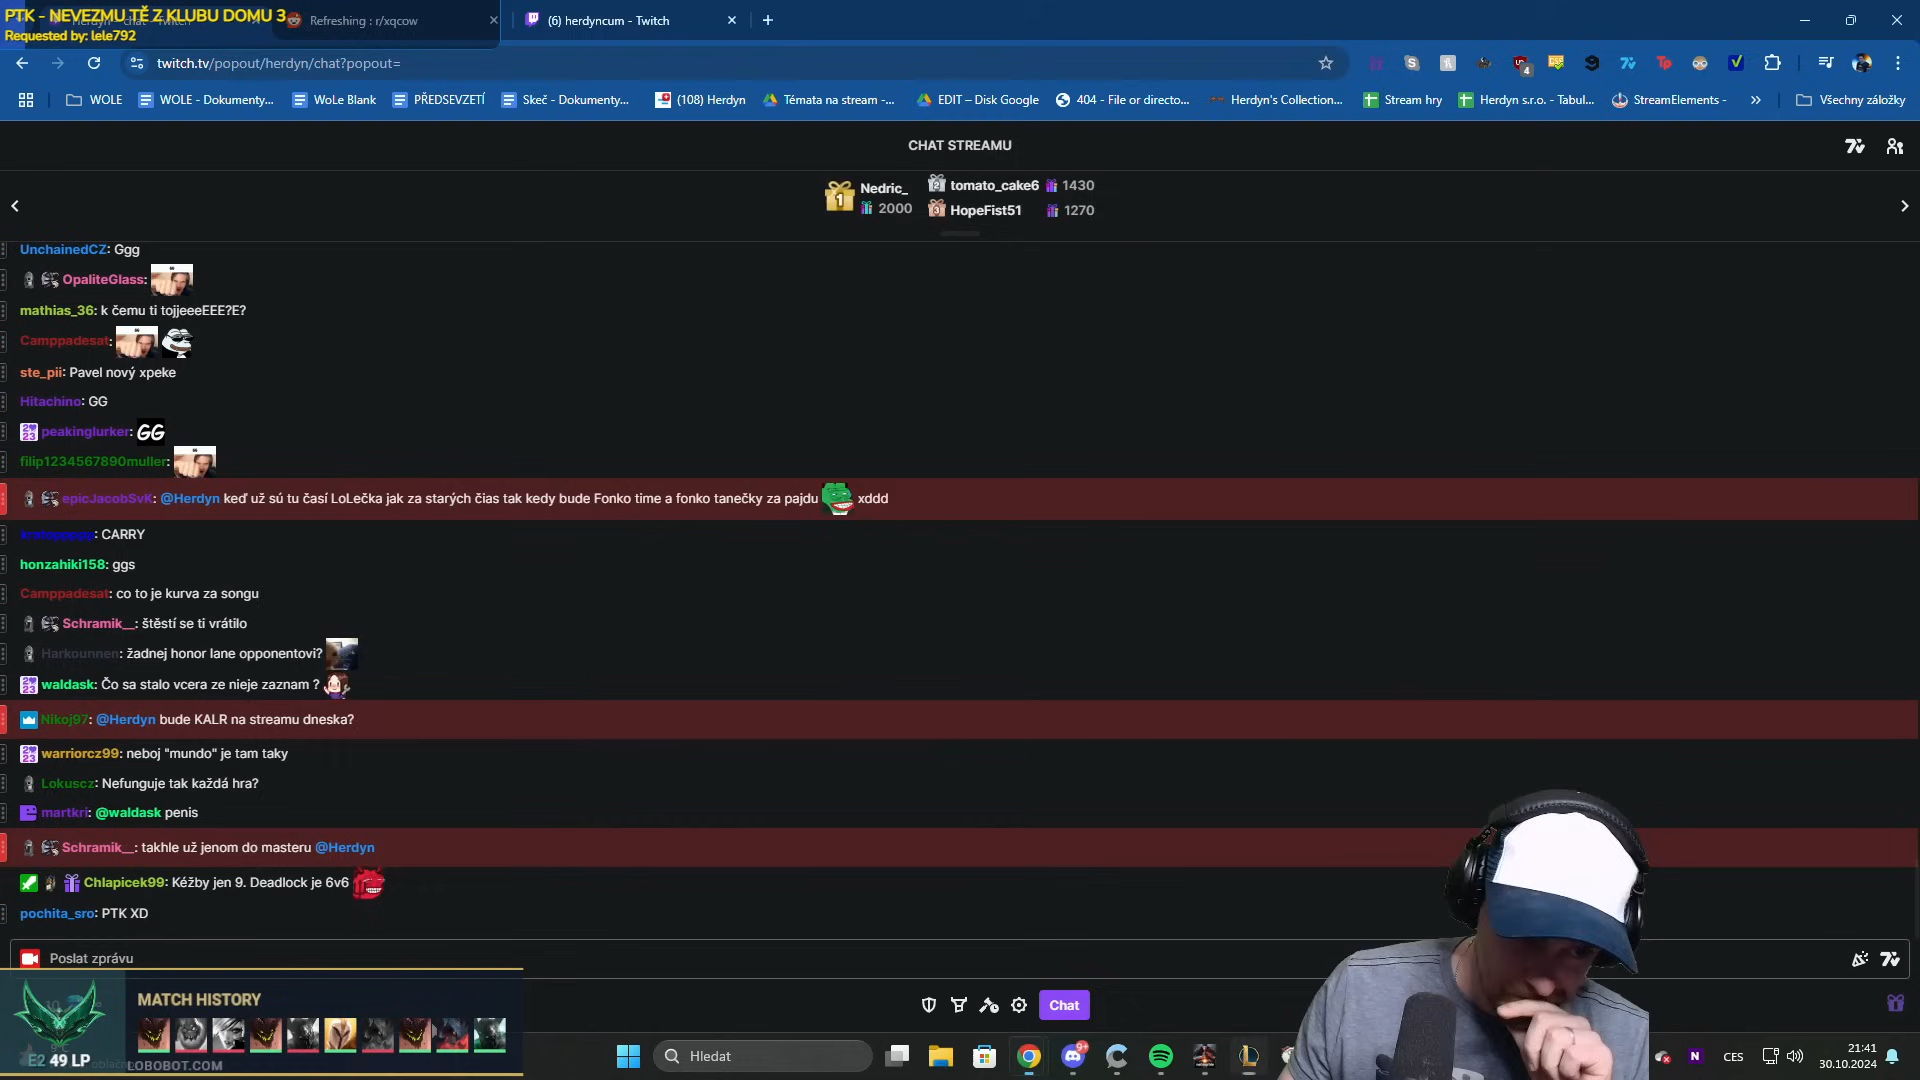 PTK - NEVEZMU TĚ Z KLUBU DOMU 3
Requested by: lele792
Refreshing : r/xqcow
(6) herdyncum - Twitch
twitch.tv/popout/herdyn/chat?popout=
WOLE
WOLE - Dokumenty...
WoLe Blank
PŘEDSEVZETÍ
Skeč - Dokumenty...
(108) Herdyn
Témata na stream -...
EDIT – Disk Google
404 - File or directo...
Herdyn's Collection...
Stream hry
Herdyn s.r.o. - Tabul...
StreamElements -
Všechny záložky
CHAT STREAMU
1 Nedric_ 2000
2 tomato_cake6 1430
3 HopeFist51 1270
UnchainedCZ: Ggg
OpaliteGlass:
mathias_36: k čemu ti tojjeeeEEE?E?
Camppadesat:
ste_pii: Pavel nový xpeke
Hitachino: GG
peakinglurker: GG
filip1234567890muller:
epicJacobSvK: @Herdyn keď už sú tu časí LoLečka jak za starých čias tak kedy bude Fonko time a fonko tanečky za pajdu xddd
CARRY
honzahiki158: ggs
Camppadesat: co to je kurva za songu
Schramik__: štěstí se ti vrátilo
Harkounnen: žadnej honor lane opponentovi?
waldask: Čo sa stalo vcera ze nieje zaznam ?
Nikoj97: @Herdyn bude KALR na streamu dneska?
warriorcz99: neboj "mundo" je tam taky
Lokuscz: Nefunguje tak každá hra?
martkri: @waldask penis
Schramik__: takhle už jenom do masteru @Herdyn
Chlapicek99: Kéžby jen 9. Deadlock je 6v6
pochita_sro: PTK XD
Poslat zprávu
Chat
MATCH HISTORY
E2 49 LP
LOBOBOT.COM
Hledat
9+
CES
21:41
30.10.2024